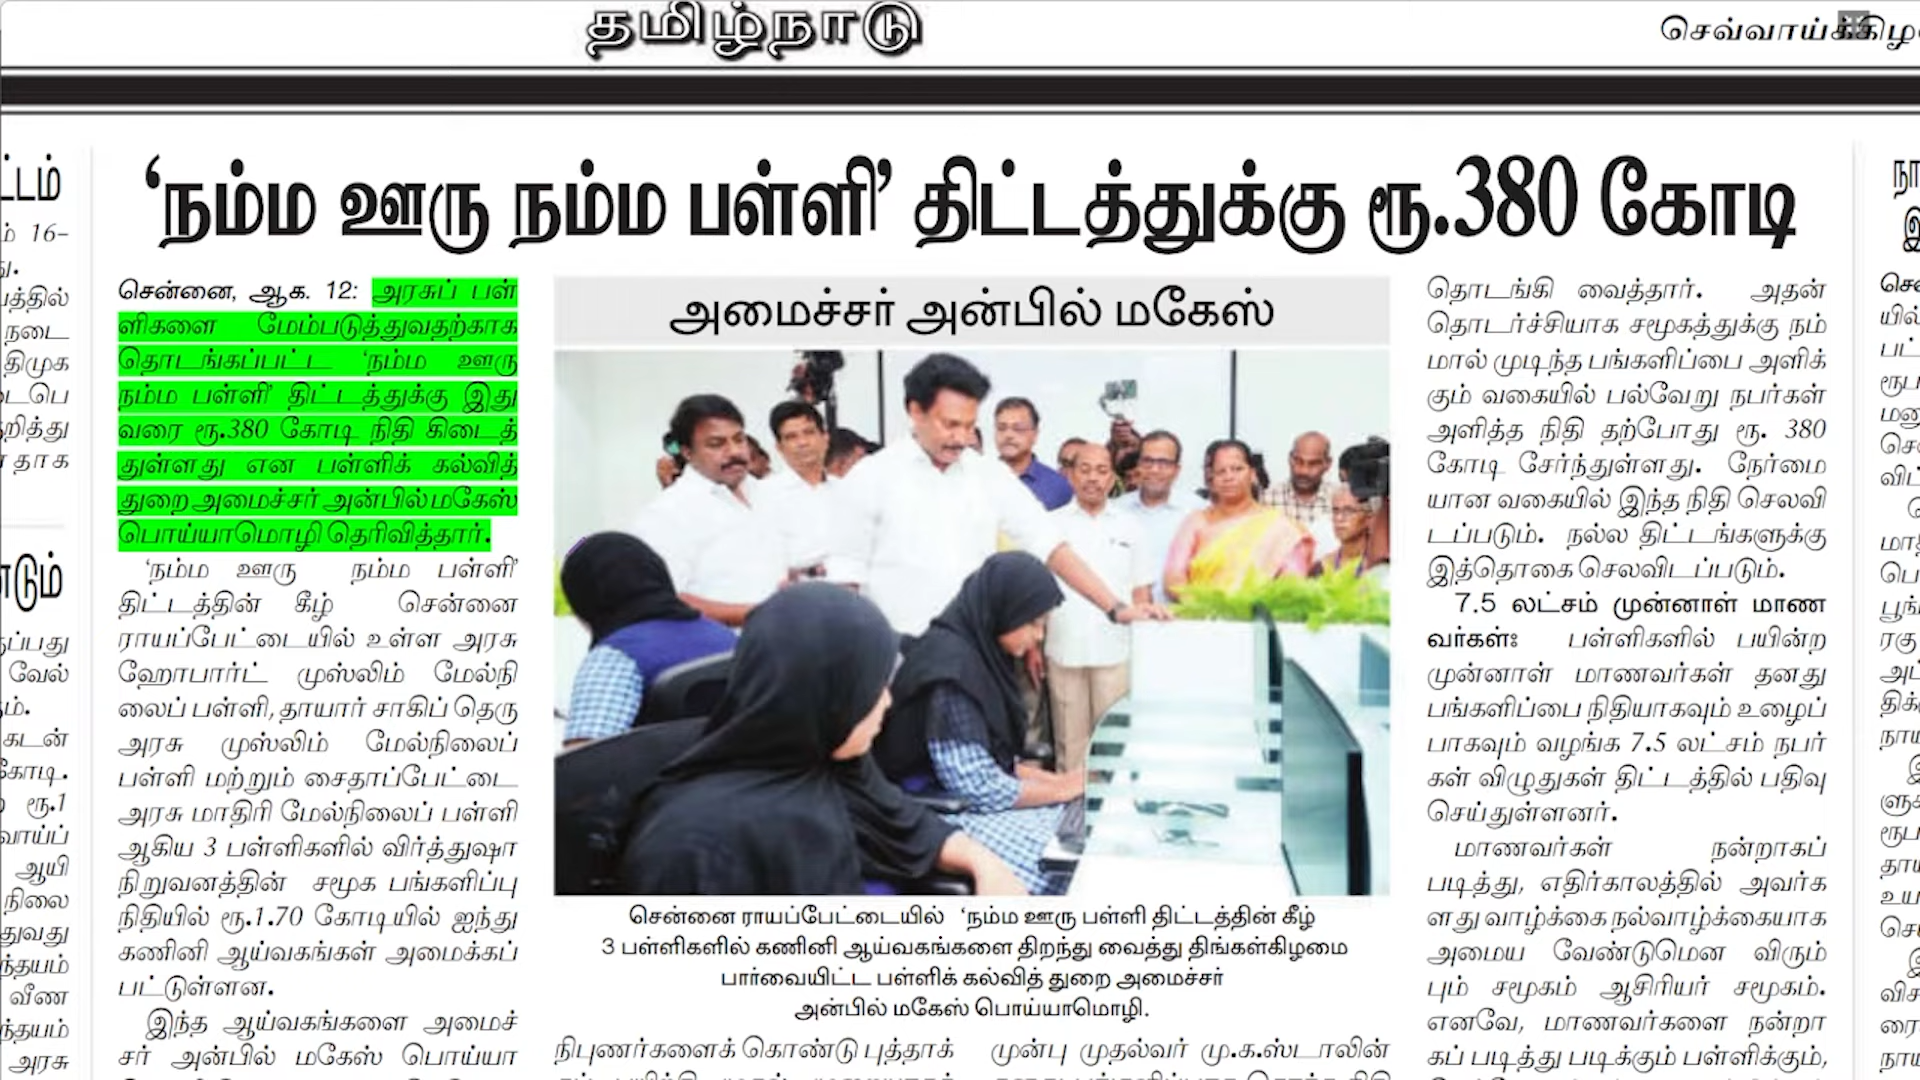 தமிழ்நாடு
செவ்வாய்க்கிழ
‘நம்ம ஊரு நம்ம பள்ளி’ திட்டத்துக்கு ரூ.380 கோடி
சென்னை, ஆக. 12: அரசுப் பள்
ளிகளை மேம்படுத்துவதற்காக
தொடங்கப்பட்ட ‘நம்ம ஊரு
நம்ம பள்ளி’ திட்டத்துக்கு இது
வரை ரூ.380 கோடி நிதி கிடைத்
துள்ளது என பள்ளிக் கல்வித்
துறை அமைச்சர் அன்பில் மகேஸ்
பொய்யாமொழி தெரிவித்தார்.
‘நம்ம ஊரு நம்ம பள்ளி’
திட்டத்தின் கீழ் சென்னை
ராயப்பேட்டையில் உள்ள அரசு
ஹோபார்ட் முஸ்லிம் மேல்நி
லைப் பள்ளி, தாயார் சாகிப் தெரு
அரசு முஸ்லிம் மேல்நிலைப்
பள்ளி மற்றும் சைதாப்பேட்டை
அரசு மாதிரி மேல்நிலைப் பள்ளி
ஆகிய 3 பள்ளிகளில் விர்த்துஷா
நிறுவனத்தின் சமூக பங்களிப்பு
நிதியில் ரூ.1.70 கோடியில் ஐந்து
கணினி ஆய்வகங்கள் அமைக்கப்
பட்டுள்ளன.
இந்த ஆய்வகங்களை அமைச்
சர் அன்பில் மகேஸ் பொய்யா
அமைச்சர் அன்பில் மகேஸ்
சென்னை ராயப்பேட்டையில் ‘நம்ம ஊரு பள்ளி திட்டத்தின் கீழ்
3 பள்ளிகளில் கணினி ஆய்வகங்களை திறந்து வைத்து திங்கள்கிழமை
பார்வையிட்ட பள்ளிக் கல்வித் துறை அமைச்சர்
அன்பில் மகேஸ் பொய்யாமொழி.
நிபுணர்களைக் கொண்டு புத்தாக்
முன்பு முதல்வர் மு.க.ஸ்டாலின்
தொடங்கி வைத்தார். அதன்
தொடர்ச்சியாக சமூகத்துக்கு நம்
மால் முடிந்த பங்களிப்பை அளிக்
கும் வகையில் பல்வேறு நபர்கள்
அளித்த நிதி தற்போது ரூ. 380
கோடி சேர்ந்துள்ளது. நேர்மை
யான வகையில் இந்த நிதி செலவி
டப்படும். நல்ல திட்டங்களுக்கு
இத்தொகை செலவிடப்படும்.
7.5 லட்சம் முன்னாள் மாண
வர்கள்: பள்ளிகளில் பயின்ற
முன்னாள் மாணவர்கள் தனது
பங்களிப்பை நிதியாகவும் உழைப்
பாகவும் வழங்க 7.5 லட்சம் நபர்
கள் விழுதுகள் திட்டத்தில் பதிவு
செய்துள்ளனர்.
மாணவர்கள் நன்றாகப்
படித்து, எதிர்காலத்தில் அவர்க
ளது வாழ்க்கை நல்வாழ்க்கையாக
அமைய வேண்டுமென விரும்
பும் சமூகம் ஆசிரியர் சமூகம்.
எனவே, மாணவர்களை நன்றா
கப் படித்து படிக்கும் பள்ளிக்கும்,